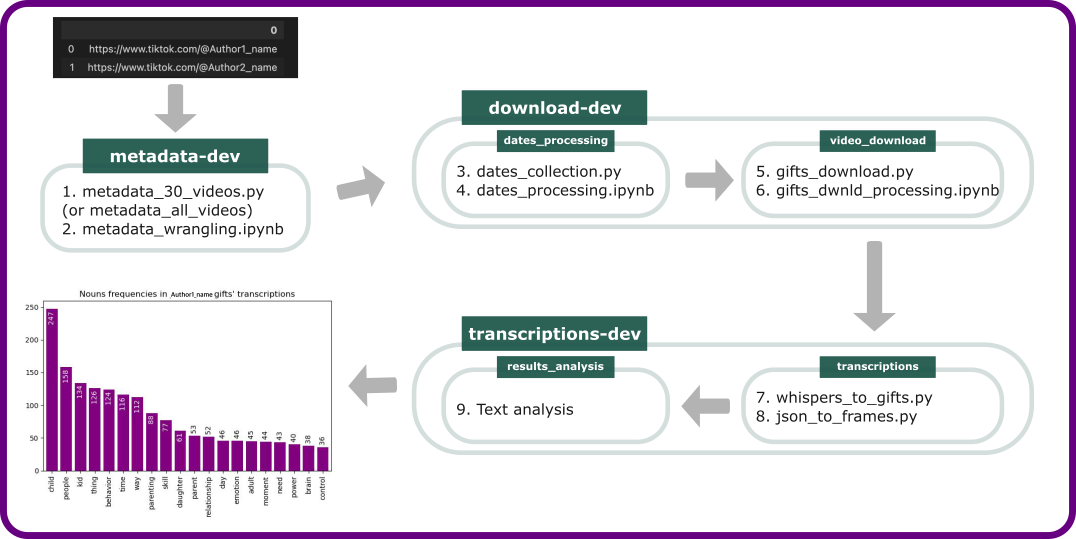 0
0 https://www.tiktok.com/@Author1_name
1 https://www.tiktok.com/@Author2_name
metadata-dev
1. metadata_30_videos.py
(or metadata_all_videos)
2. metadata_wrangling.ipynb
download-dev
dates_processing
3. dates_collection.py
4. dates_processing.ipynb
video_download
5. gifts_download.py
6. gifts_dwnld_processing.ipynb
transcriptions-dev
transcriptions
7. whispers_to_gifts.py
8. json_to_frames.py
results_analysis
9. Text analysis
Nouns frequencies in Author1_name gifts' transcriptions
250
200
150
100
50
0
247
158
134
126
124
116
112
88
77
61
53
52
46
46
45
44
43
40
38
36
child
people
kid
thing
behavior
time
way
parenting
skill
daughter
parent
relationship
day
emotion
adult
moment
need
power
brain
control